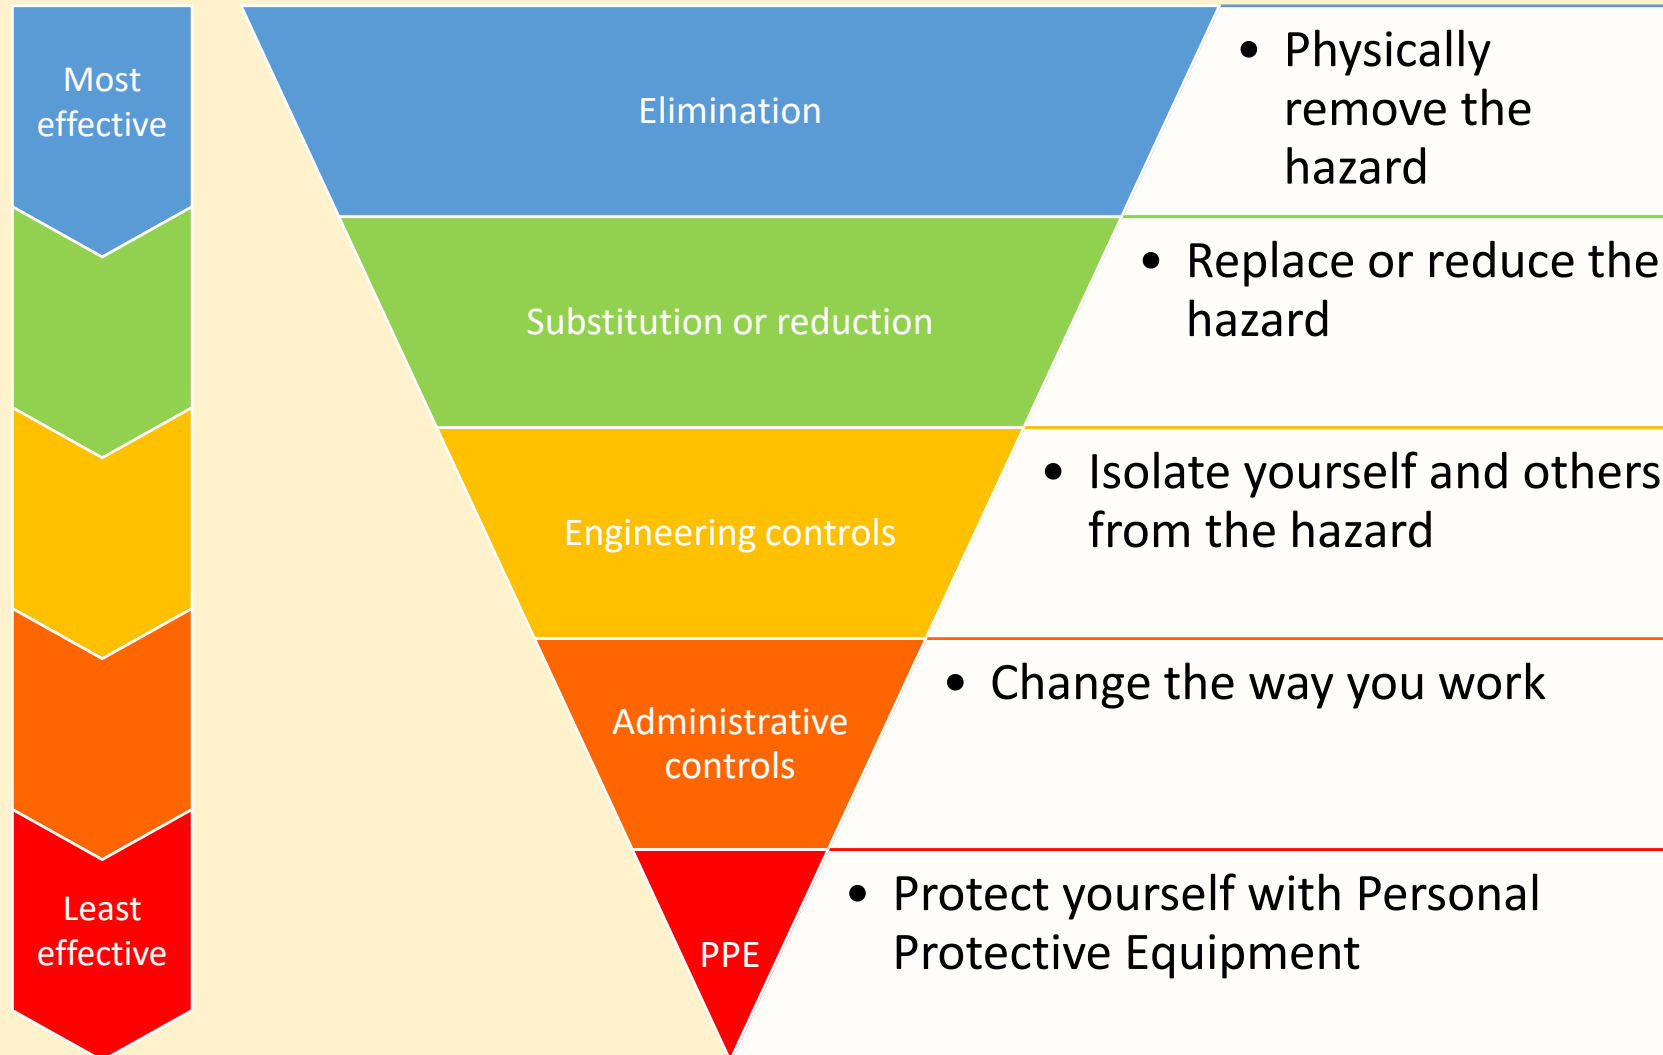 Most
effective
Elimination
• Physically
remove the
hazard
Substitution or reduction
• Replace or reduce the
hazard
Engineering controls
• Isolate yourself and others
from the hazard
Administrative
controls
• Change the way you work
Least
effective
PPE
• Protect yourself with Personal
Protective Equipment